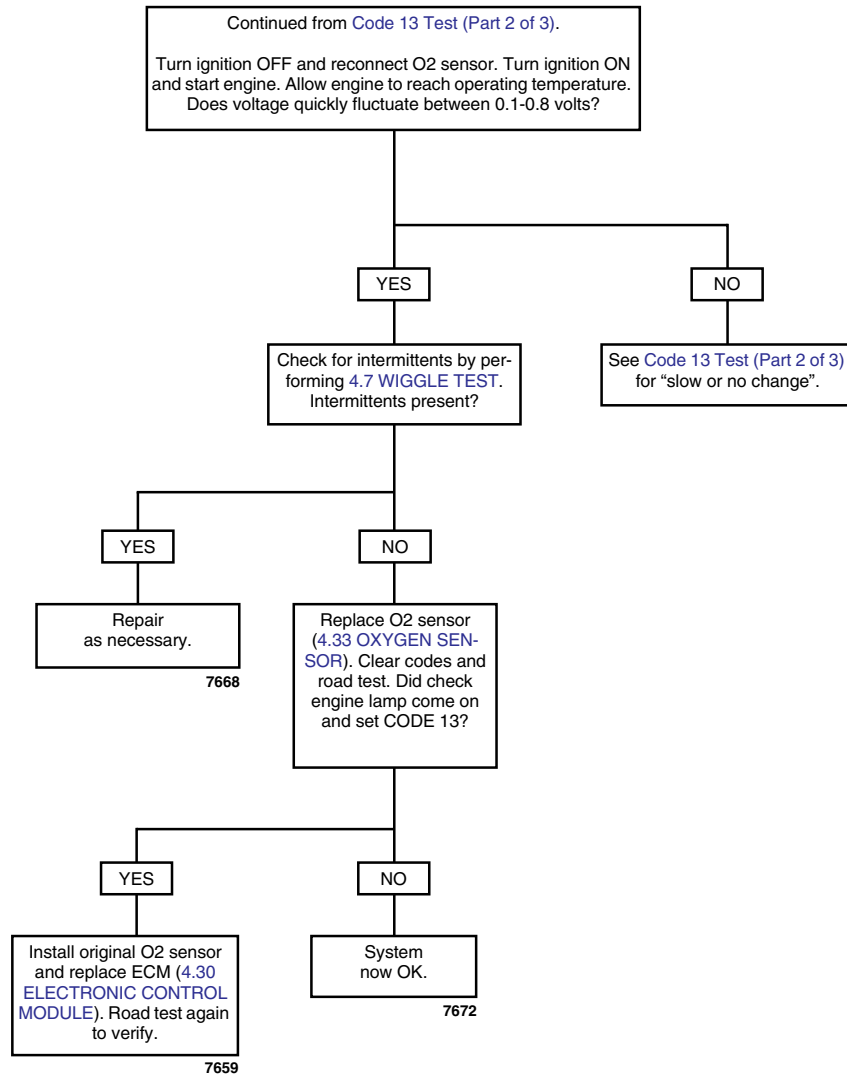 Continued from Code 13 Test (Part 2 of 3).
Turn ignition OFF and reconnect O2 sensor. Turn ignition ON
and start engine. Allow engine to reach operating temperature.
Does voltage quickly fluctuate between 0.1-0.8 volts?
YES
NO
Check for intermittents by per-
forming 4.7 WIGGLE TEST.
Intermittents present?
See Code 13 Test (Part 2 of 3)
for “slow or no change”.
YES
NO
Repair
as necessary.
7668
Replace O2 sensor
(4.33 OXYGEN SEN-
SOR). Clear codes and
road test. Did check
engine lamp come on
and set CODE 13?
YES
NO
Install original O2 sensor
and replace ECM (4.30
ELECTRONIC CONTROL
MODULE). Road test again
to verify.
7659
System
now OK.
7672